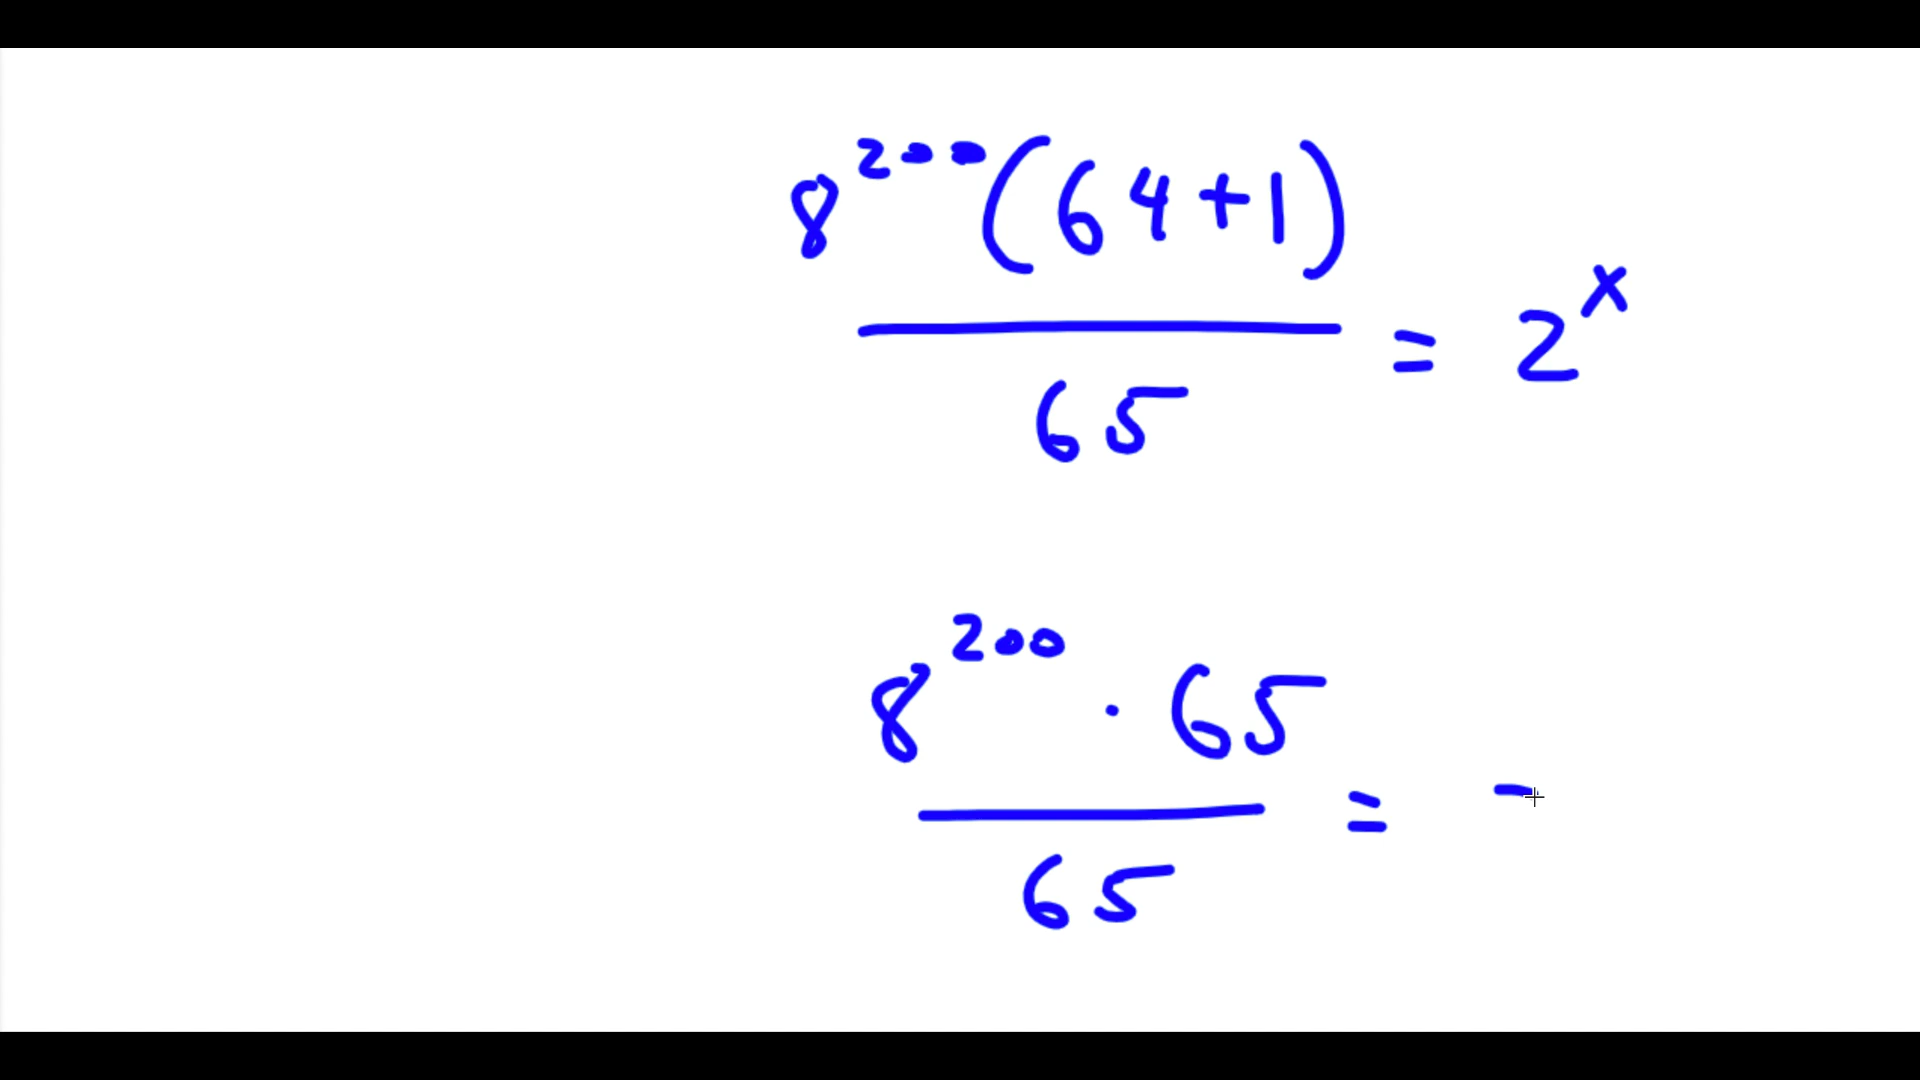 8^200(64+1)
———— = 2^x
65
8^200 · 65
———— =
65